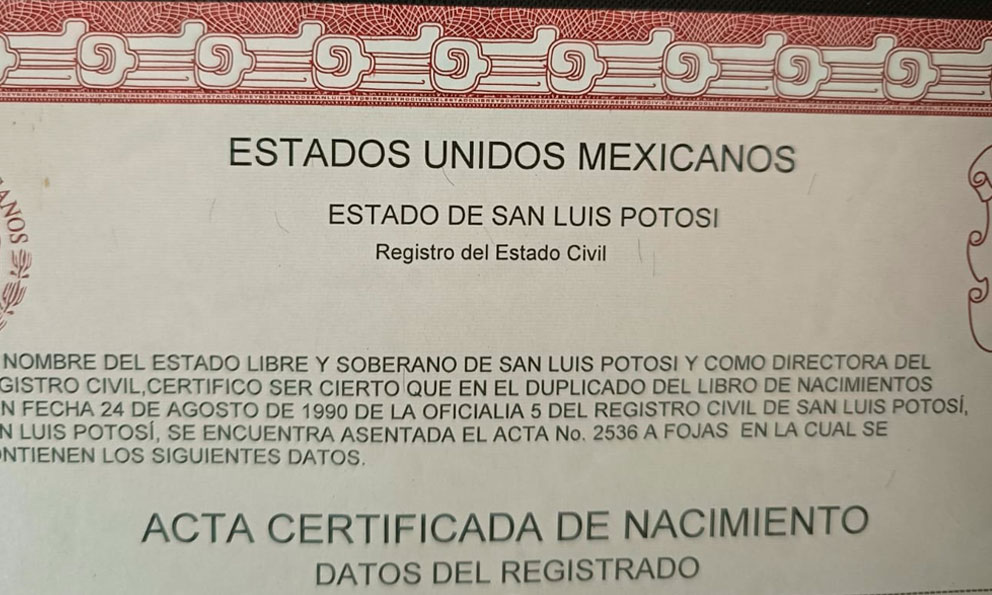 ESTADOS UNIDOS MEXICANOS
ESTADO DE SAN LUIS POTOSI
Registro del Estado Civil
ANOS
NOMBRE DEL ESTADO LIBRE Y SOBERANO DE SAN LUIS POTOSI Y COMO DIRECTORA DEL
GISTRO CIVIL,CERTIFICO SER CIERTO QUE EN EL DUPLICADO DEL LIBRO DE NACIMIENTOS
N FECHA 24 DE AGOSTO DE 1990 DE LA OFICIALIA 5 DEL REGISTRO CIVIL DE SAN LUIS POTOSÍ,
N LUIS POTOSÍ, SE ENCUENTRA ASENTADA EL ACTA No. 2536 A FOJAS EN LA CUAL SE
NTIENEN LOS SIGUIENTES DATOS.
ACTA CERTIFICADA DE NACIMIENTO
DATOS DEL REGISTRADO